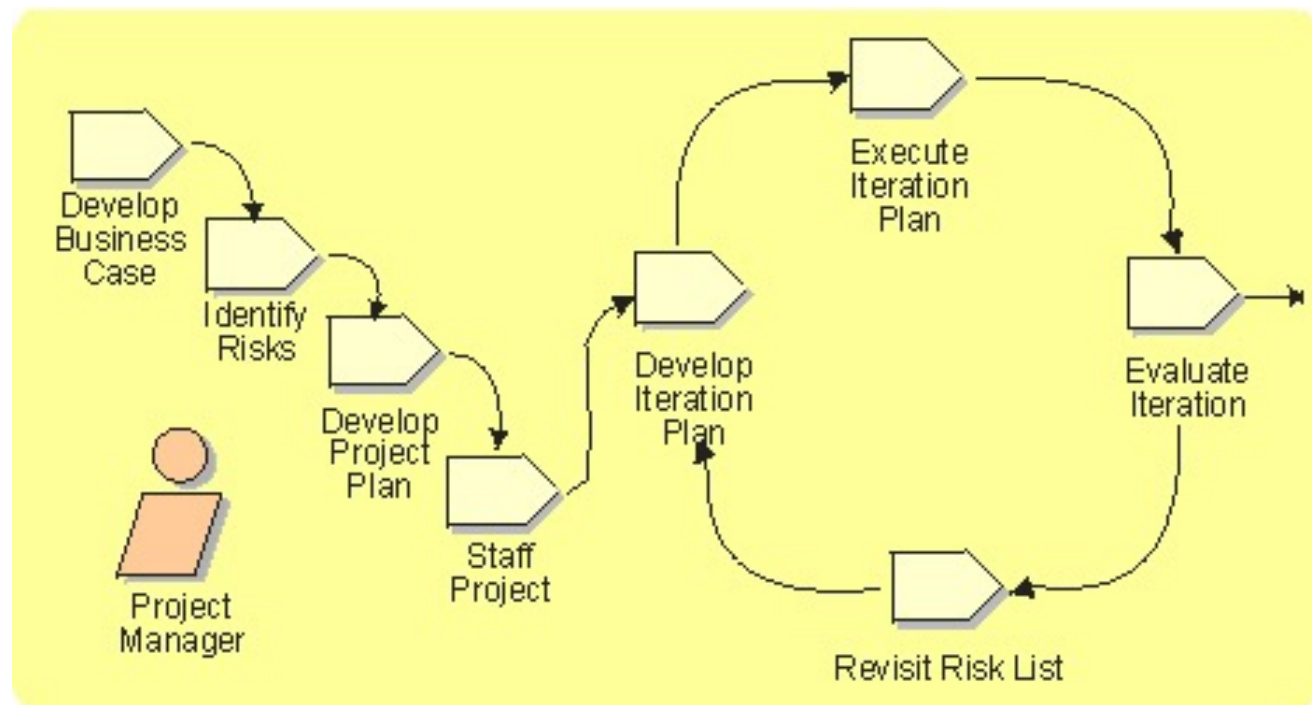 Develop
Business
Case
Identify
Risks
Develop
Project
Plan
Staff
Project
Develop
Iteration
Plan
Execute
Iteration
Plan
Evaluate
Iteration
Revisit Risk List
Project
Manager